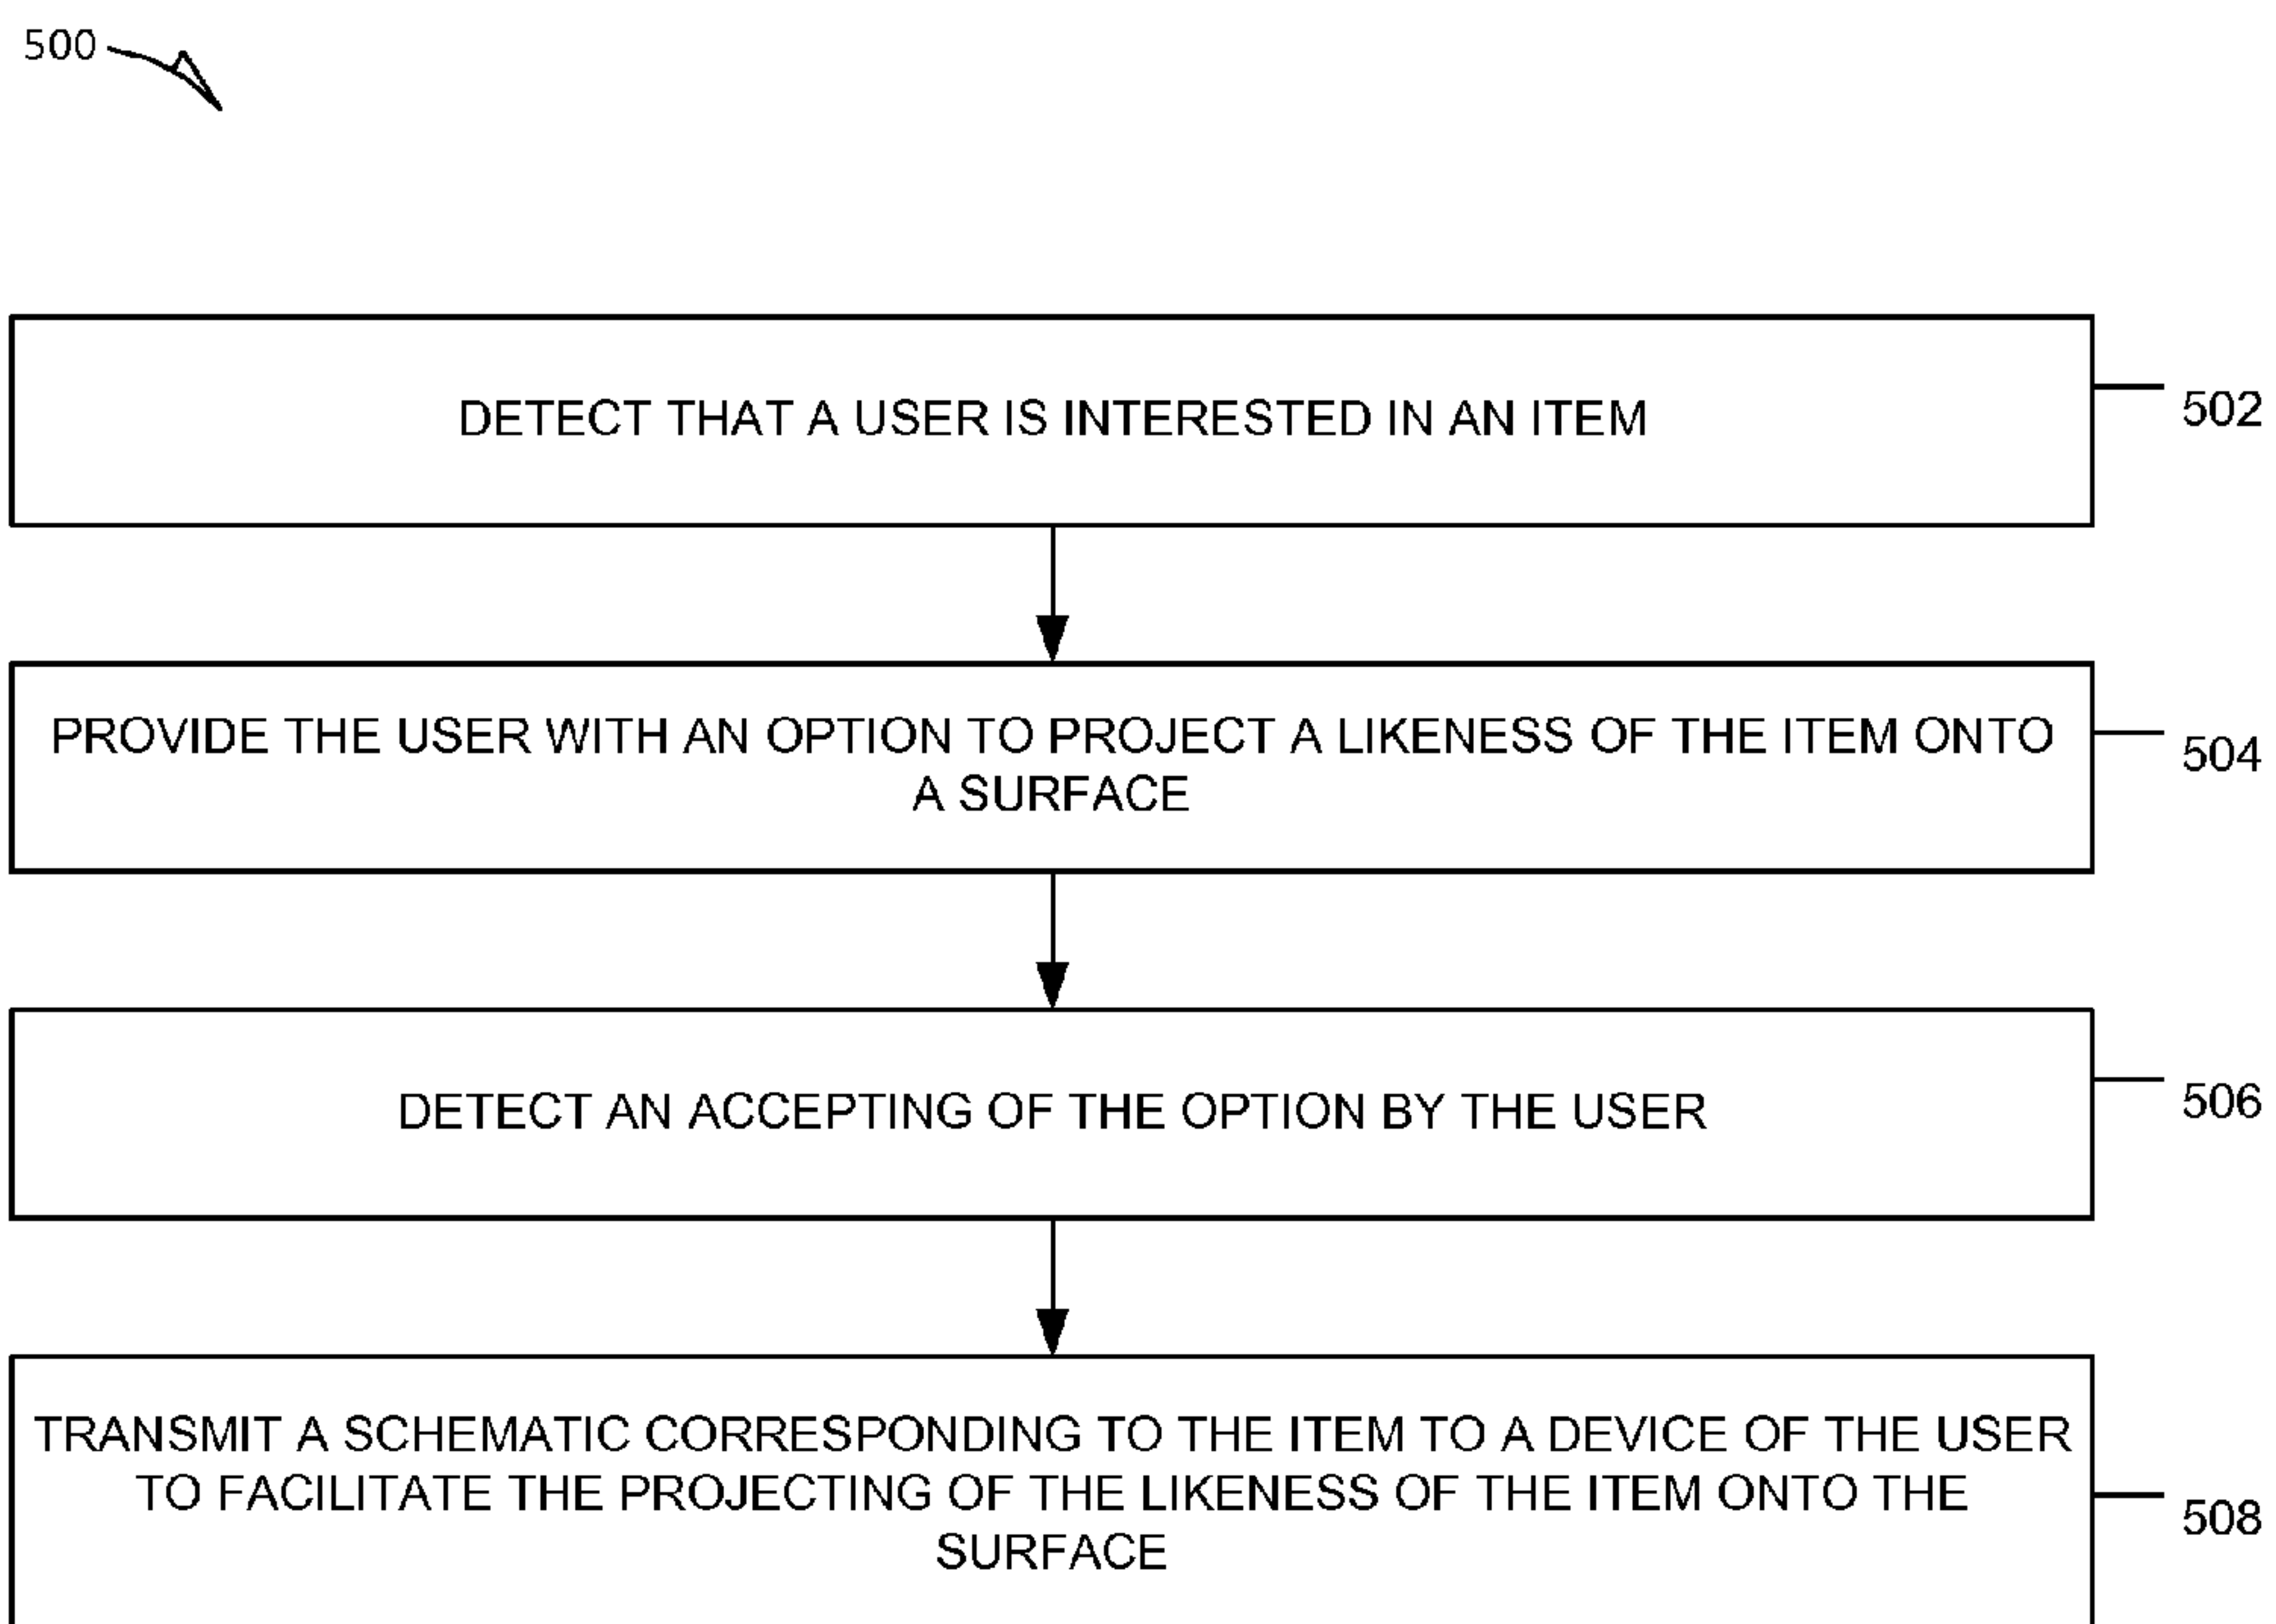 500
DETECT THAT A USER IS INTERESTED IN AN ITEM
502
PROVIDE THE USER WITH AN OPTION TO PROJECT A LIKENESS OF THE ITEM ONTO
A SURFACE
504
DETECT AN ACCEPTING OF THE OPTION BY THE USER
506
TRANSMIT A SCHEMATIC CORRESPONDING TO THE ITEM TO A DEVICE OF THE USER
TO FACILITATE THE PROJECTING OF THE LIKENESS OF THE ITEM ONTO THE
SURFACE
508